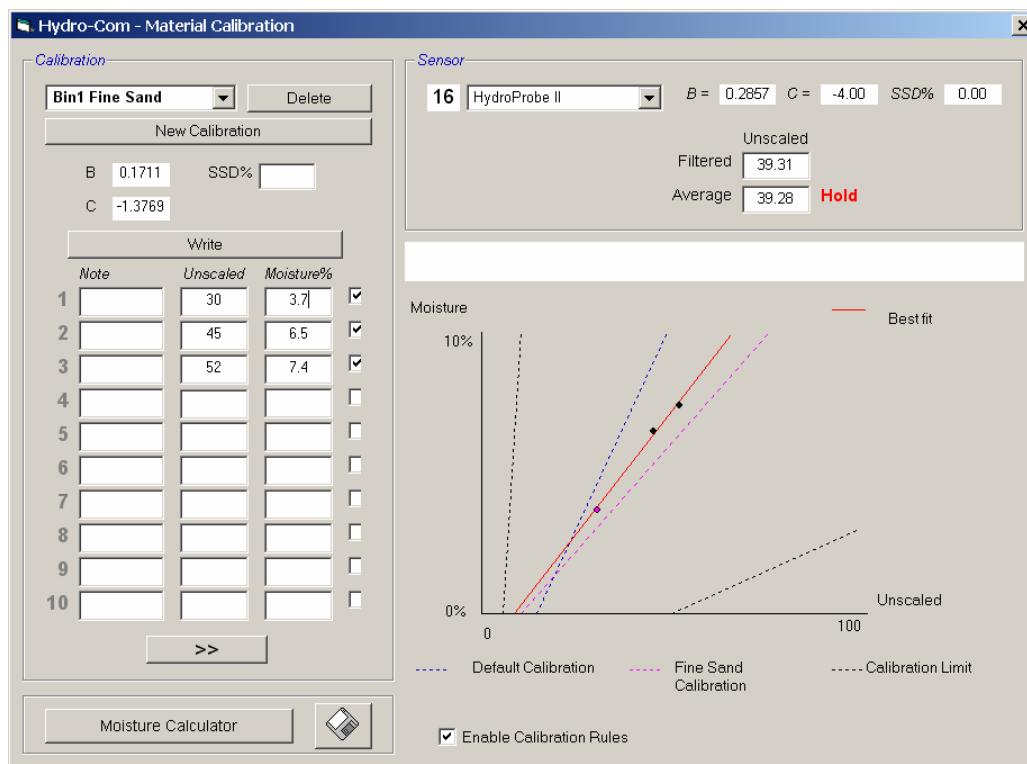 Hydro-Com - Material Calibration
Calibration
Bin1 Fine Sand
Delete
New Calibration
B 0.1711 SSD%
C -1.3769
Write
Note Unscaled Moisture%
1 30 3.7
2 45 6.5
3 52 7.4
4
5
6
7
8
9
10
>>
Moisture Calculator
Sensor
16 HydroProbe II B = 0.2857 C = -4.00 SSD% 0.00
Unscaled
Filtered 39.31
Average 39.28 Hold
Moisture
Best fit
10%
0%
Unscaled
0
100
Default Calibration
Fine Sand
Calibration
Calibration Limit
Enable Calibration Rules